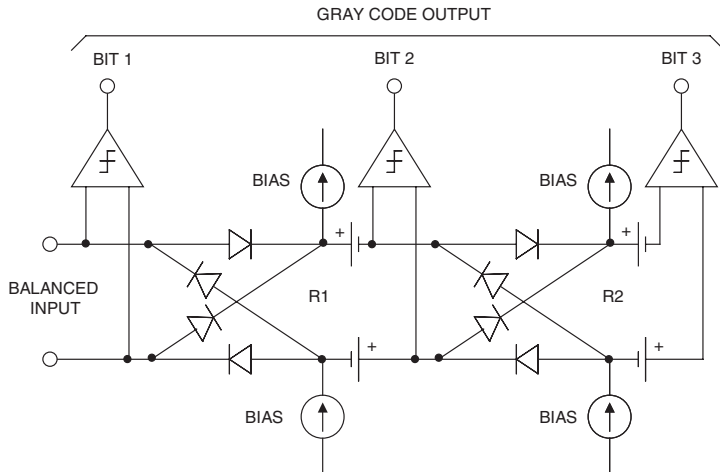 GRAY CODE OUTPUT
BIT 1
BIT 2
BIT 3
BIAS
BIAS
+
+
BALANCED
INPUT
R1
R2
+
+
BIAS
BIAS